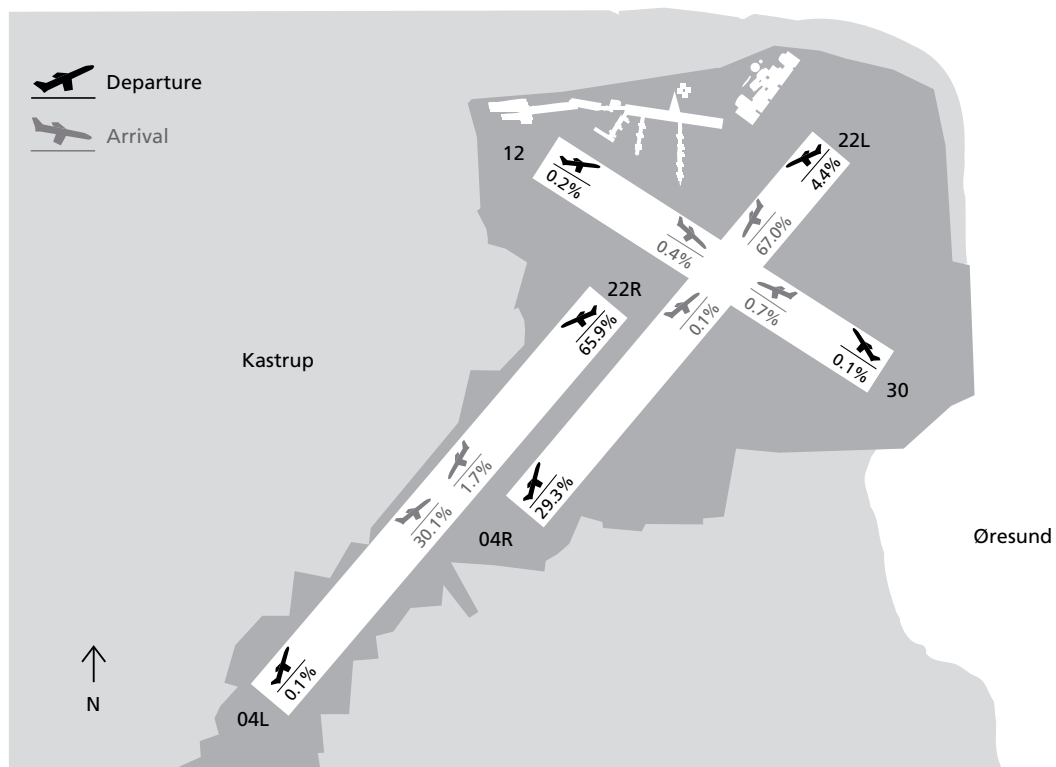 Departure
Arrival
12
0.2%
0.4%
22L
4.4%
67.0%
22R
65.9%
0.1%
0.7%
0.1%
30
Kastrup
1.7%
30.1%
29.3%
04R
Øresund
0.1%
04L
N